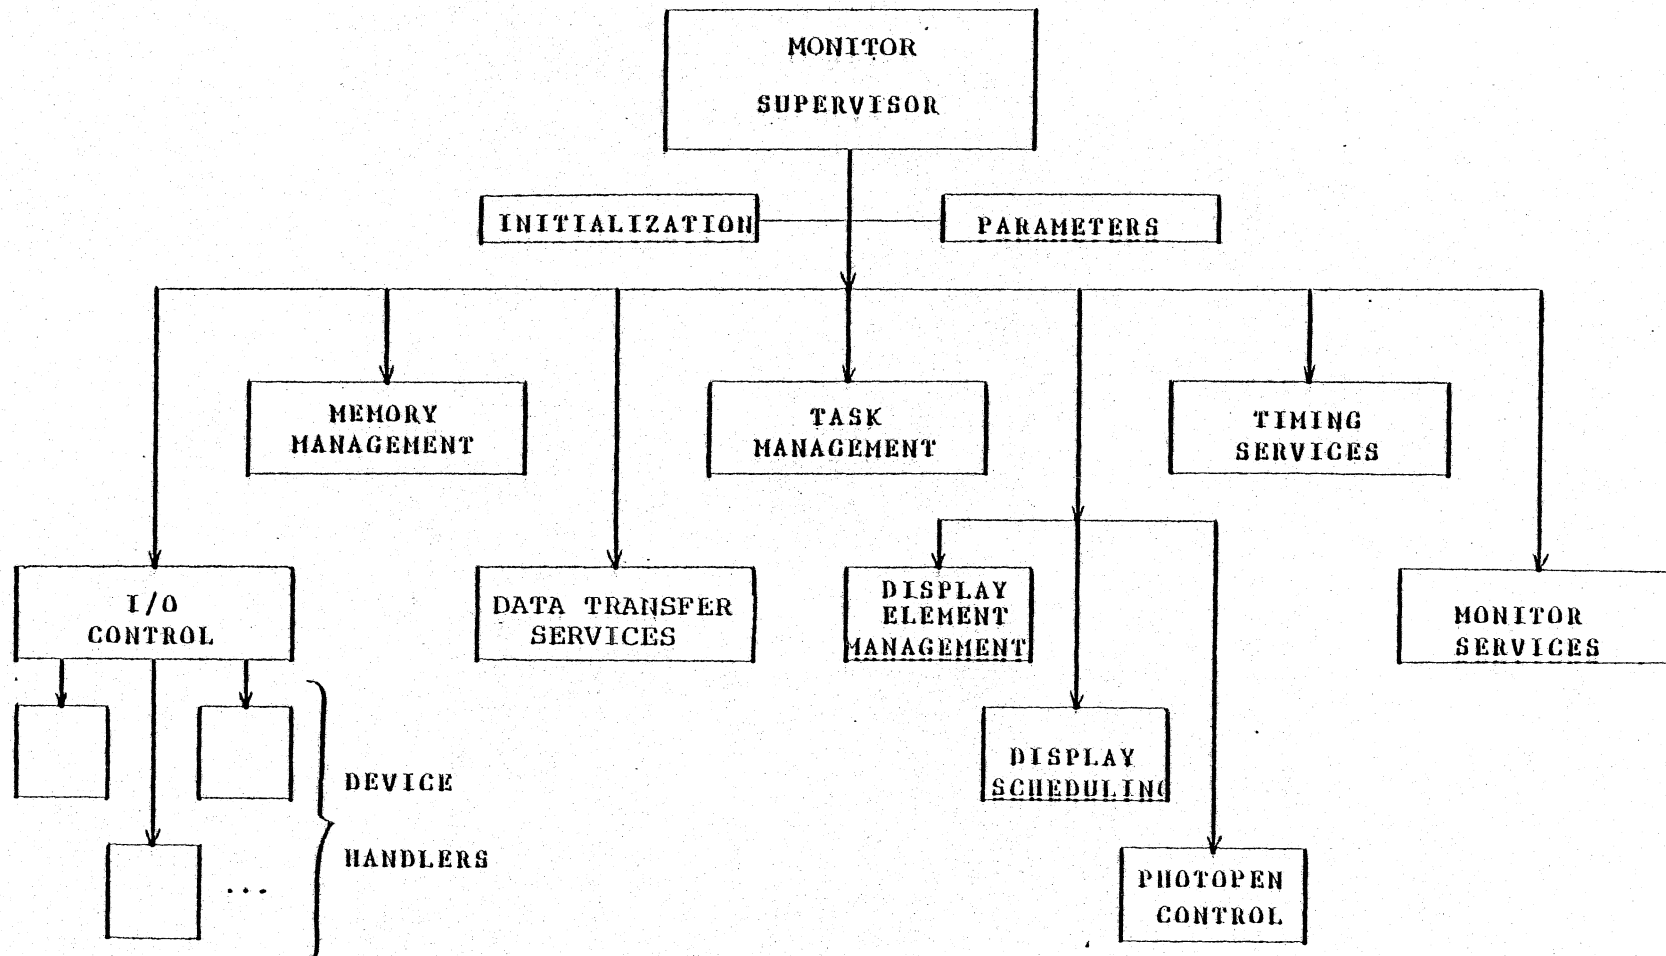 MONITOR
SUPERVISOR
INITIALIZATION
PARAMETERS
MEMORY
MANAGEMENT
TASK
MANAGEMENT
TIMING
SERVICES
I/O
CONTROL
DATA TRANSFER
SERVICES
DISPLAY
ELEMENT
MANAGEMENT
MONITOR
SERVICES
DISPLAY
SCHEDULING
DEVICE
HANDLERS
...
PHOTOPEN
CONTROL